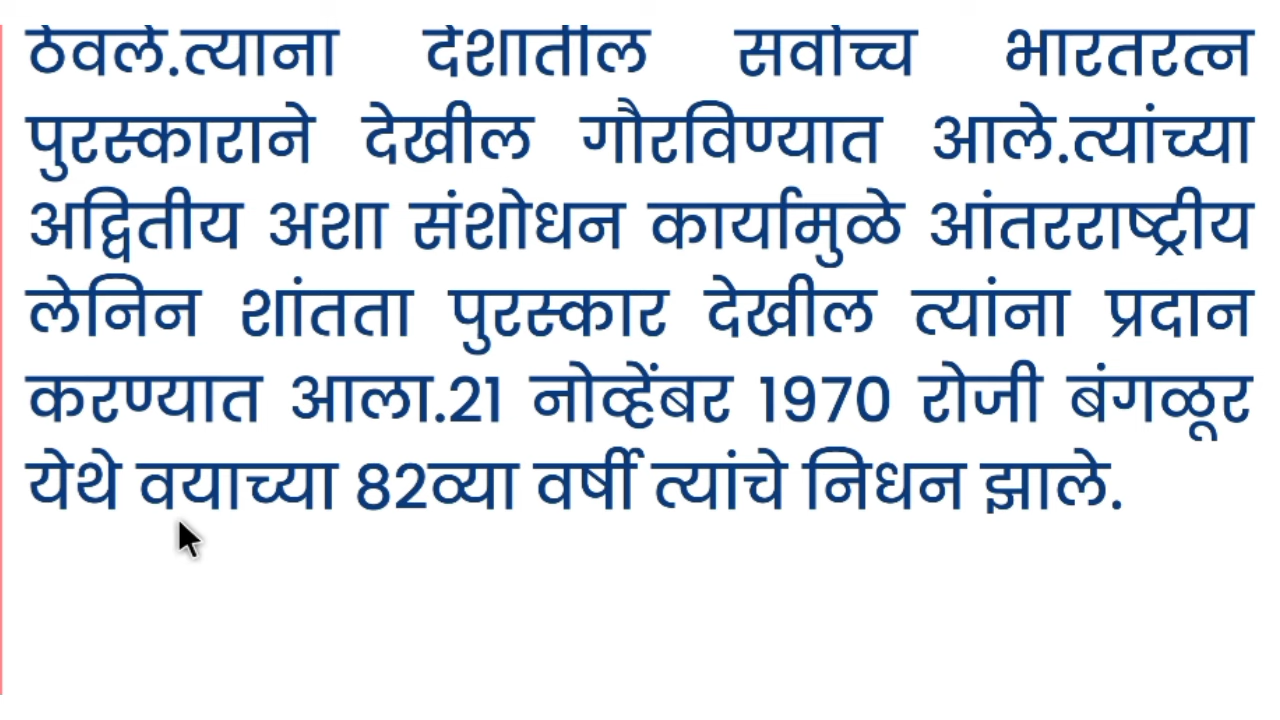 ठेवले.त्याना देशातील सर्वोच्च भारतरत्न
पुरस्काराने देखील गौरविण्यात आले.त्यांच्या
अद्वितीय अशा संशोधन कार्यामुळे आंतरराष्ट्रीय
लेनिन शांतता पुरस्कार देखील त्यांना प्रदान
करण्यात आला.21 नोव्हेंबर 1970 रोजी बंगळूर
येथे वयाच्या 82व्या वर्षी त्यांचे निधन झाले.